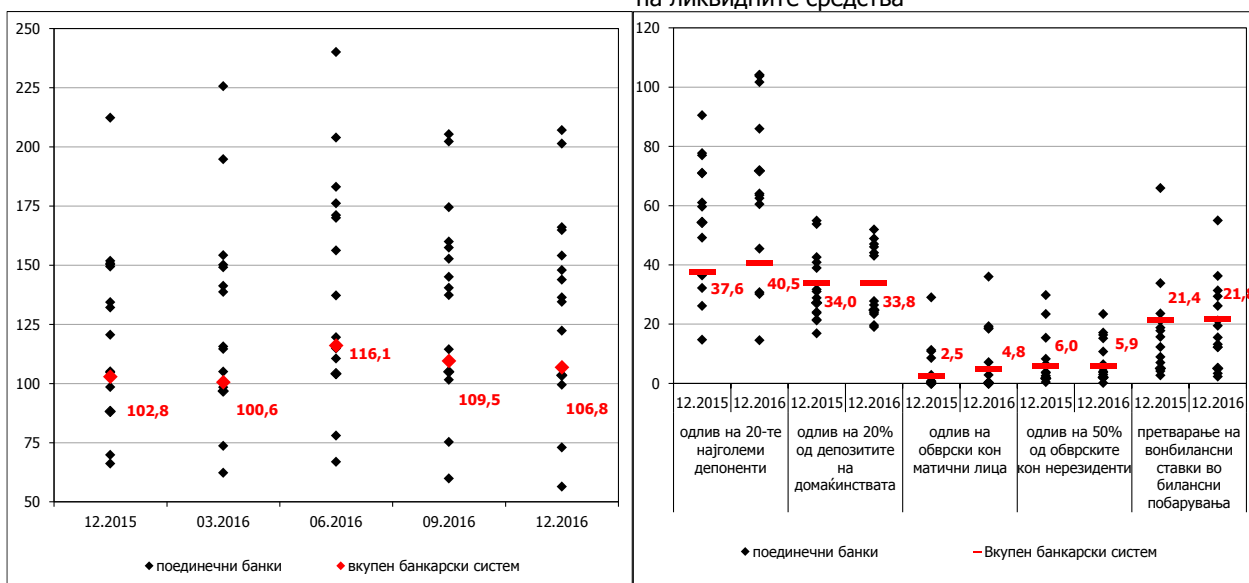 на ликвидните средства
250
225
200
175
150
125
100
75
50
102,8
100,6
116,1
109,5
106,8
12.2015 03.2016 06.2016 09.2016 12.2016
поединечни банки вкупен банкарски систем
120
100
80
60
40
20
0
37,6 40,5 34,0 33,8 2,5 4,8 6,0 5,9 21,4 21,8
12.2015 12.2016 12.2015 12.2016 12.2015 12.2016 12.2015 12.2016 12.2015 12.2016
одлив на 20-те
најголеми
депоненти
одлив на 20%
од депозитите
на
домаќинствата
одлив на
обврски кон
матични лица
одлив на 50%
од обврските
кон нерезиденти
претварање на
вонбилансни
ставки во
билансни
побарувања
поединечни банки Вкупен банкарски систем